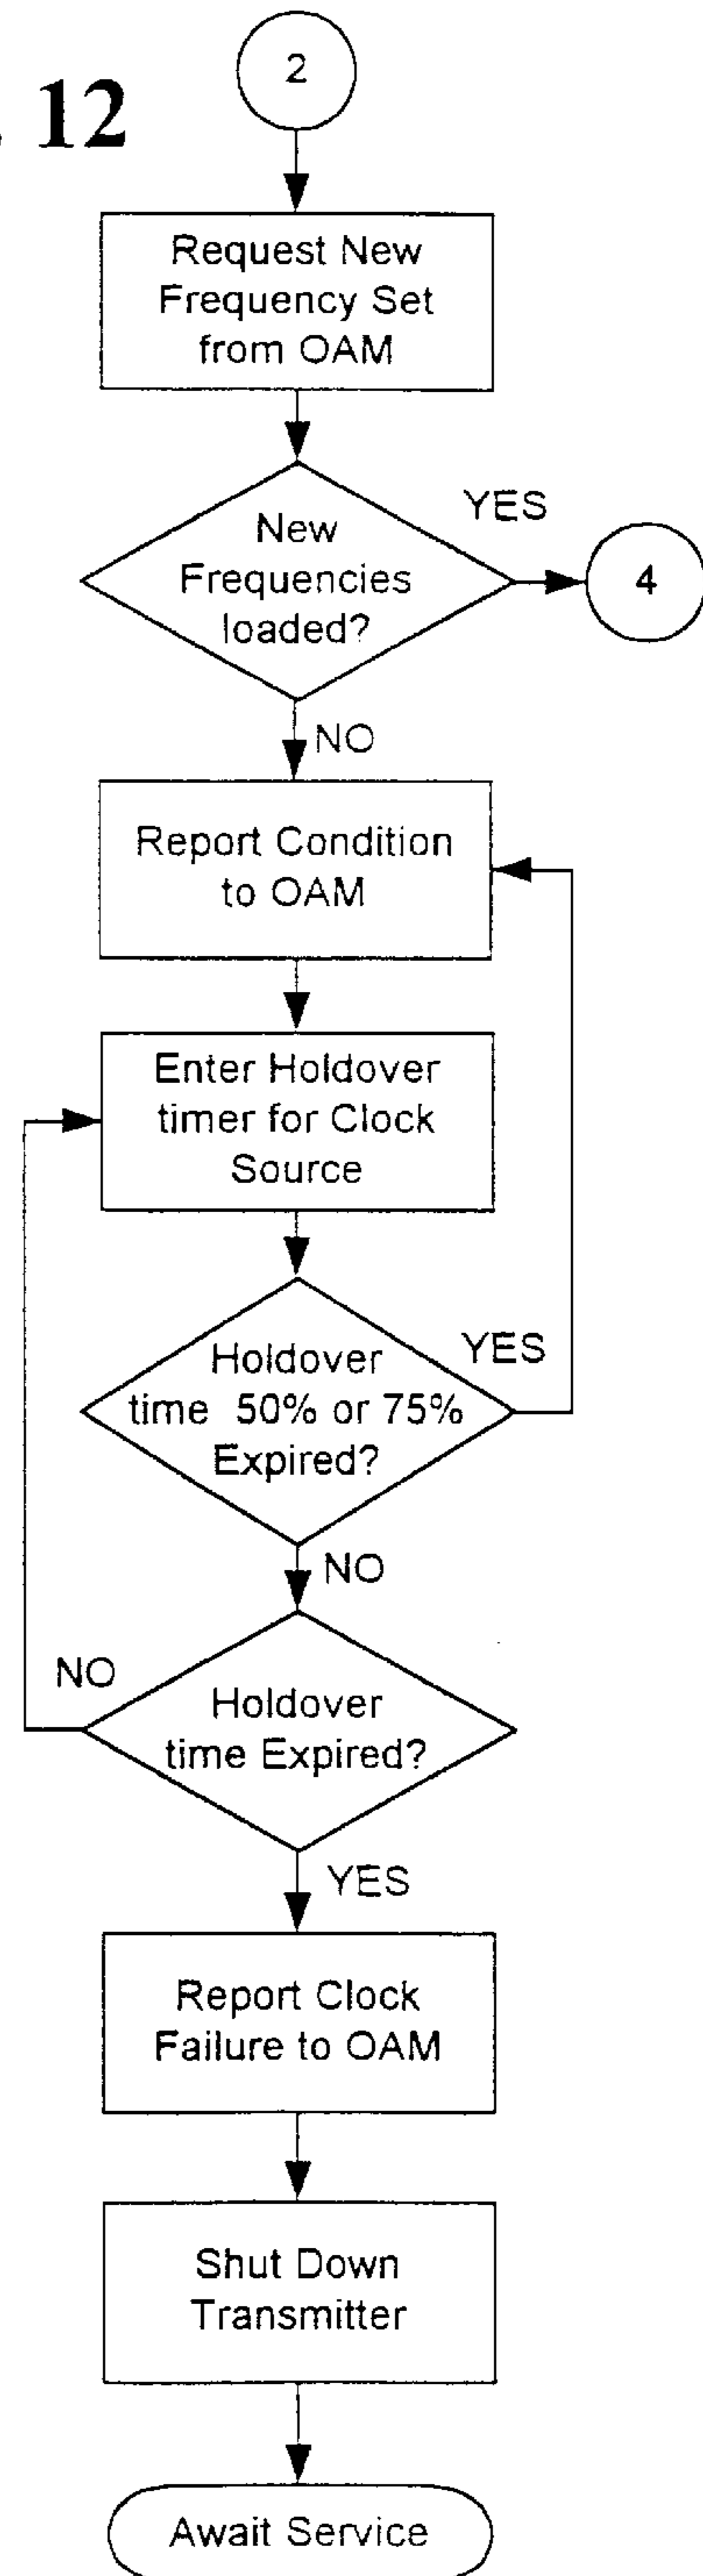 12
2
Request New
Frequency Set
from OAM
New
Frequencies
loaded?
YES
4
NO
Report Condition
to OAM
Enter Holdover
timer for Clock
Source
Holdover
time 50% or 75%
Expired?
YES
NO
Holdover
time Expired?
NO
YES
Report Clock
Failure to OAM
Shut Down
Transmitter
Await Service